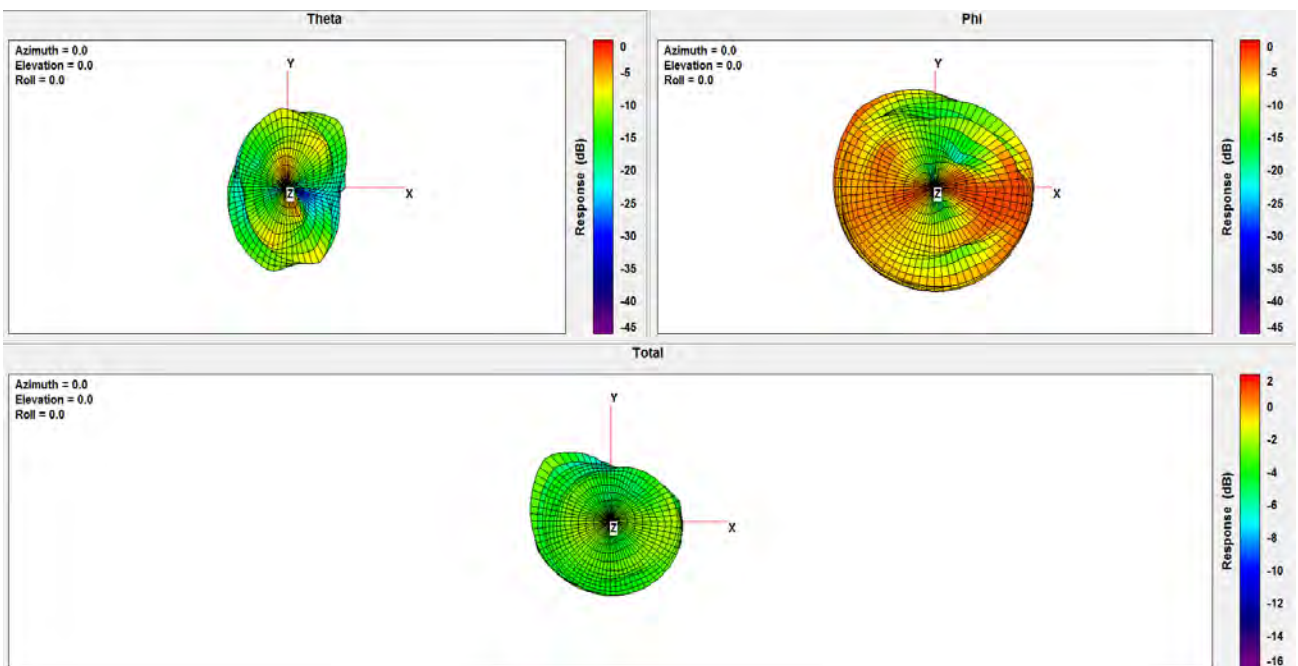 Theta
Azimuth = 0.0
Elevation = 0.0
Roll = 0.0
Y
X
Z
Response (dB)
0
-5
-10
-15
-20
-25
-30
-35
-40
-45
Phi
Azimuth = 0.0
Elevation = 0.0
Roll = 0.0
Y
X
Z
Response (dB)
0
-5
-10
-15
-20
-25
-30
-35
-40
-45
Total
Azimuth = 0.0
Elevation = 0.0
Roll = 0.0
Y
X
Z
Response (dB)
2
0
-2
-4
-6
-8
-10
-12
-14
-16